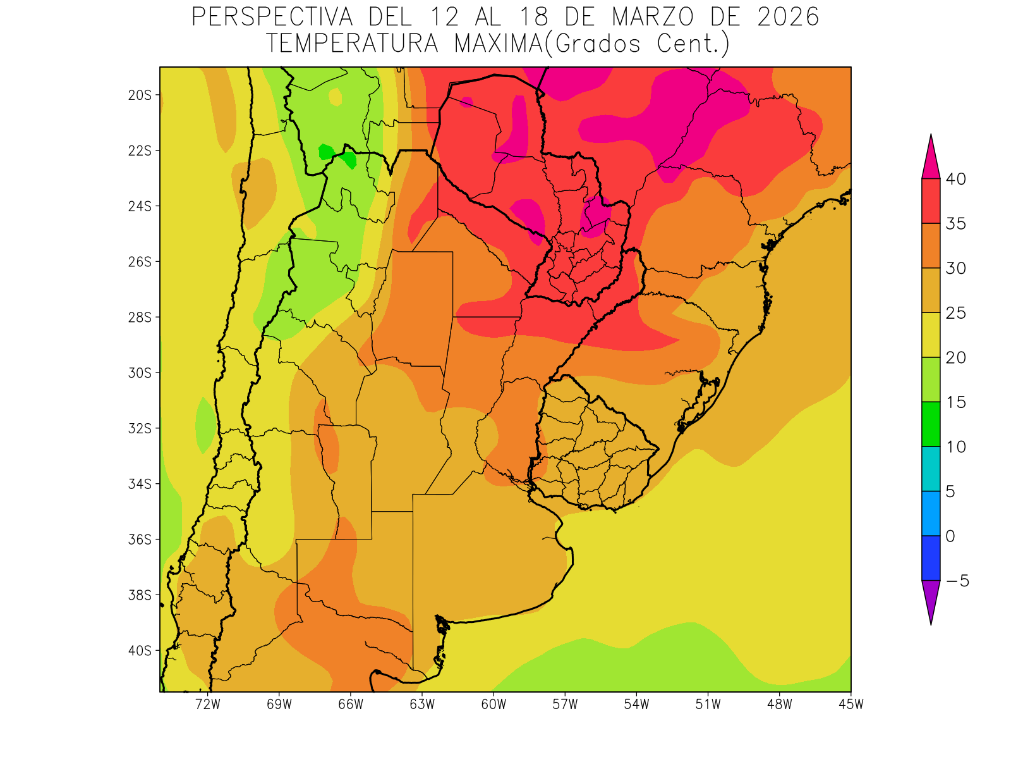 PERSPECTIVA DEL 12 AL 18 DE MARZO DE 2026
TEMPERATURA MAXIMA(Grados Cent.)
20S
22S
24S
26S
28S
30S
32S
34S
36S
38S
40S
72W 69W 66W 63W 60W 57W 54W 51W 48W 45W
40
35
30
25
20
15
10
5
0
−5